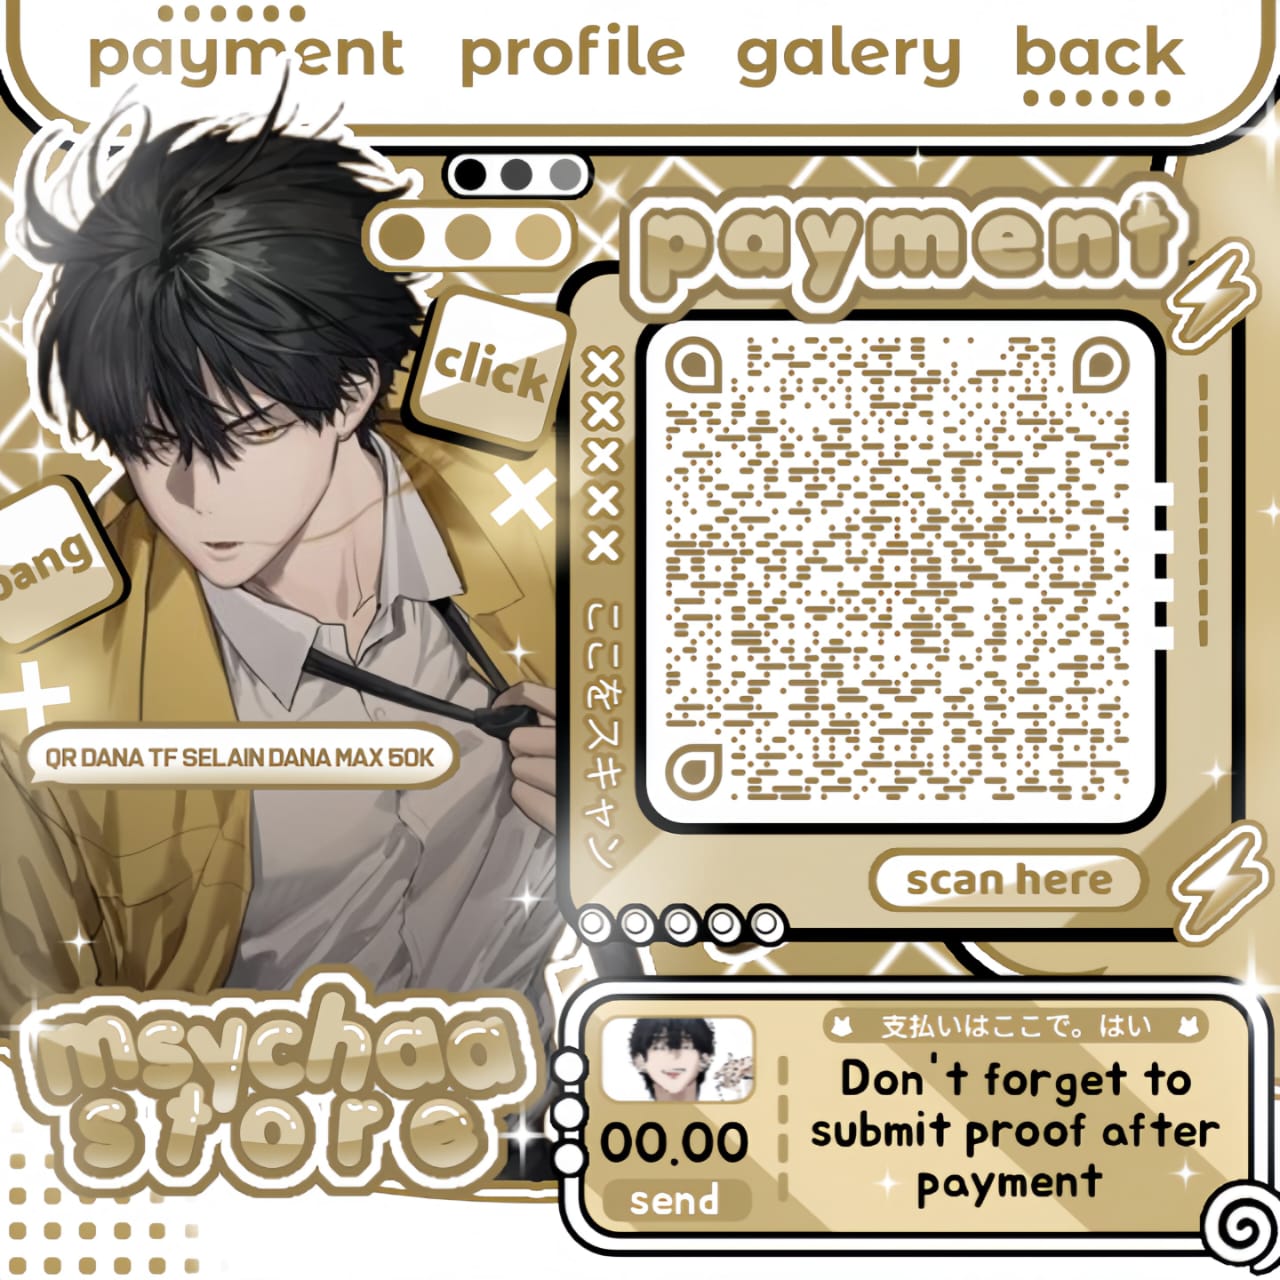 payment profile galery back
payment
click
bang
ここをスキャン
QR DANA TF SELAIN DANA MAX 50K
scan here
msychaa
store
支払いはここで。はい
Don't forget to
submit proof after
payment
00.00
send